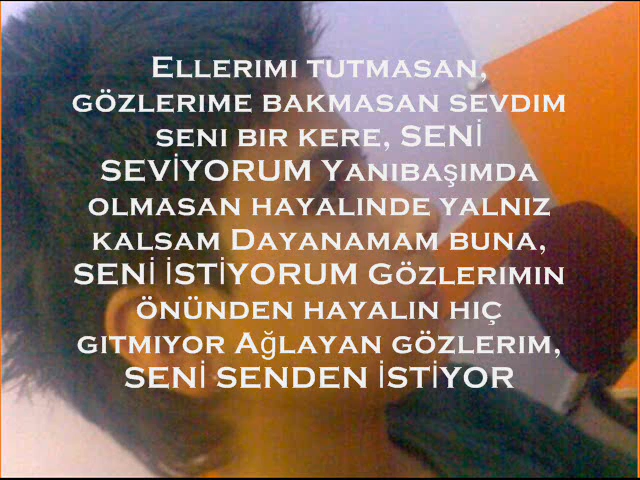 Ellerimi tutmasan,
gözlerime bakmasan sevdim
seni bir kere, SENİ
SEVİYORUM Yanıbaşımda
olmasan hayalinde yalnız
kalsam Dayanamam buna,
SENİ İSTİYORUM Gözlerimin
önünden hayalin hiç
gitmiyor Ağlayan gözlerim,
SENİ SENDEN İSTİYOR